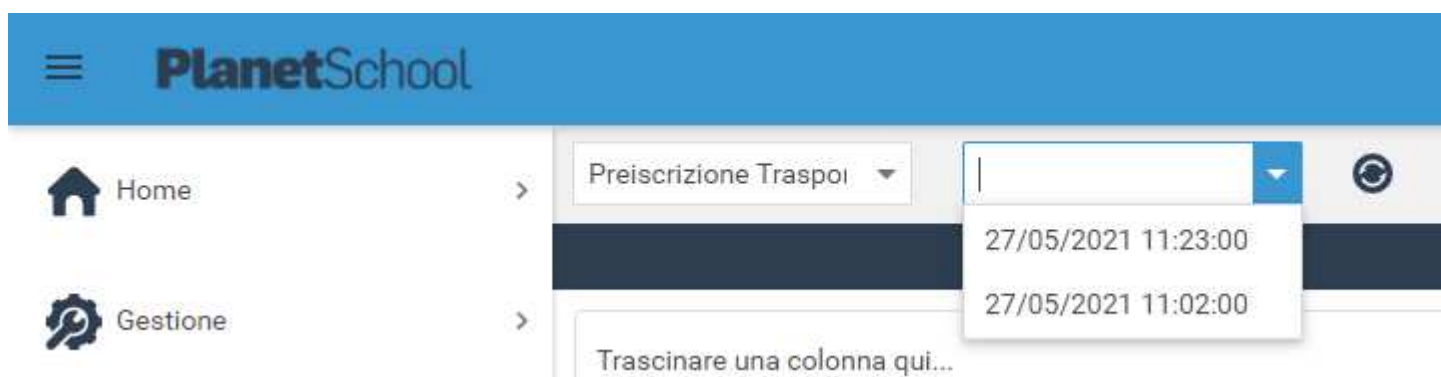 PlanetSchool
Home
Preiscrizione Traspo
27/05/2021 11:23:00
27/05/2021 11:02:00
Gestione
Trascinare una colonna qui...